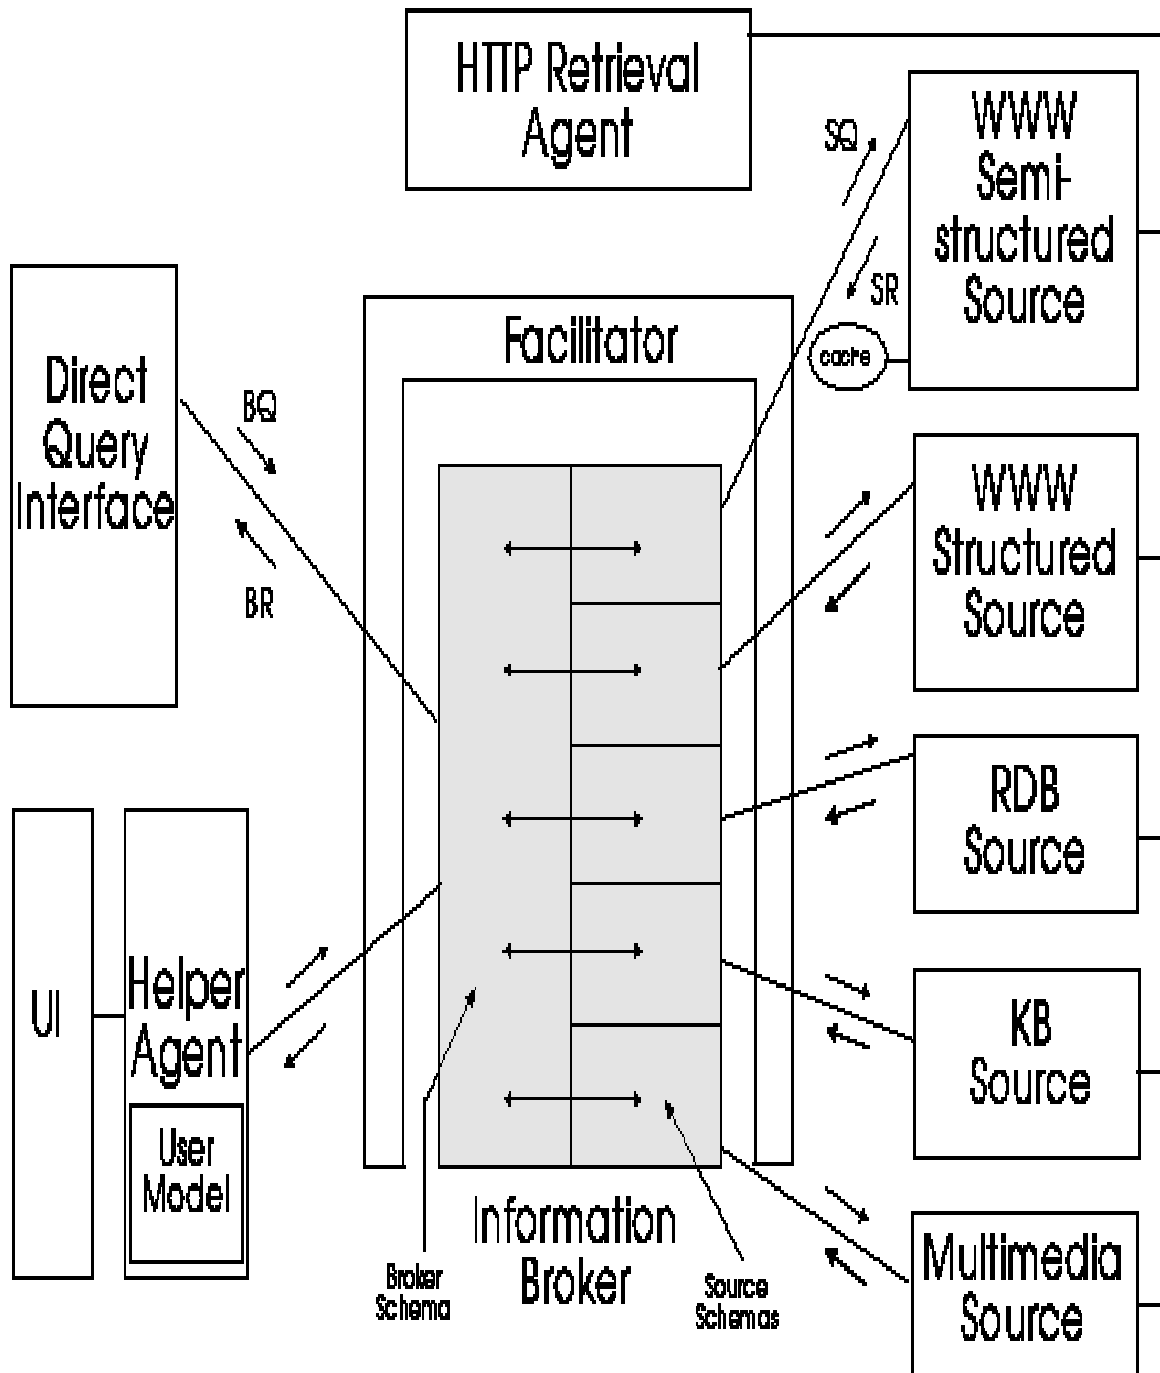 HTTP Retrieval
Agent
WWW
Semi-
structured
Source
SQ
SR
cache
Facilitator
Direct
Query
Interface
BQ
BR
WWW
Structured
Source
RDB
Source
UI
Helper
Agent
User
Model
KB
Source
Information
Broker
Broker
Schema
Source
Schemas
Multimedia
Source